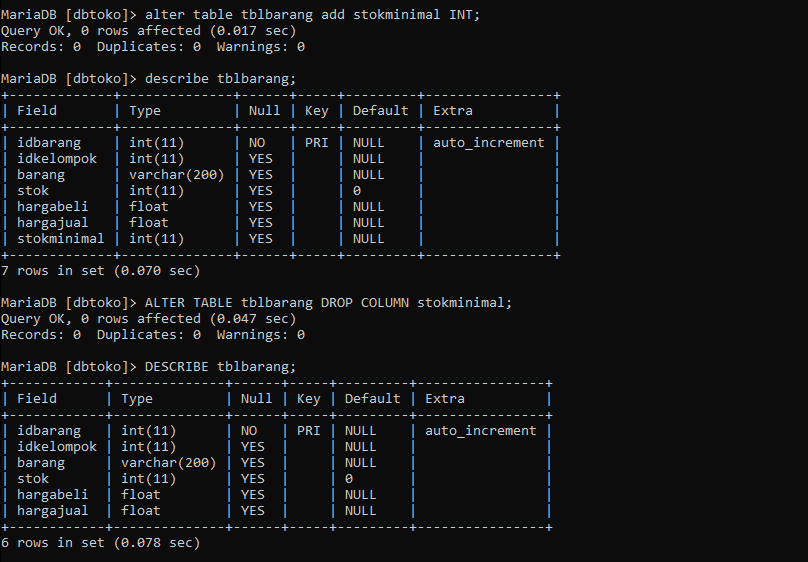 MariaDB [dbtoko]> alter table tblbarang add stokminimal INT;
Query OK, 0 rows affected (0.017 sec)
Records: 0  Duplicates: 0  Warnings: 0

MariaDB [dbtoko]> describe tblbarang;
+-------------+--------------+------+-----+---------+----------------+
| Field       | Type         | Null | Key | Default | Extra          |
+-------------+--------------+------+-----+---------+----------------+
| idbarang    | int(11)      | NO   | PRI | NULL    | auto_increment |
| idkelompok  | int(11)      | YES  |     | NULL    |                |
| barang      | varchar(200) | YES  |     | NULL    |                |
| stok        | int(11)      | YES  |     | 0       |                |
| hargabeli   | float        | YES  |     | NULL    |                |
| hargajual   | float        | YES  |     | NULL    |                |
| stokminimal | int(11)      | YES  |     | NULL    |                |
+-------------+--------------+------+-----+---------+----------------+
7 rows in set (0.070 sec)

MariaDB [dbtoko]> ALTER TABLE tblbarang DROP COLUMN stokminimal;
Query OK, 0 rows affected (0.047 sec)
Records: 0  Duplicates: 0  Warnings: 0

MariaDB [dbtoko]> DESCRIBE tblbarang;
+------------+--------------+------+-----+---------+----------------+
| Field      | Type         | Null | Key | Default | Extra          |
+------------+--------------+------+-----+---------+----------------+
| idbarang   | int(11)      | NO   | PRI | NULL    | auto_increment |
| idkelompok | int(11)      | YES  |     | NULL    |                |
| barang     | varchar(200) | YES  |     | NULL    |                |
| stok       | int(11)      | YES  |     | 0       |                |
| hargabeli  | float        | YES  |     | NULL    |                |
| hargajual  | float        | YES  |     | NULL    |                |
+------------+--------------+------+-----+---------+----------------+
6 rows in set (0.078 sec)